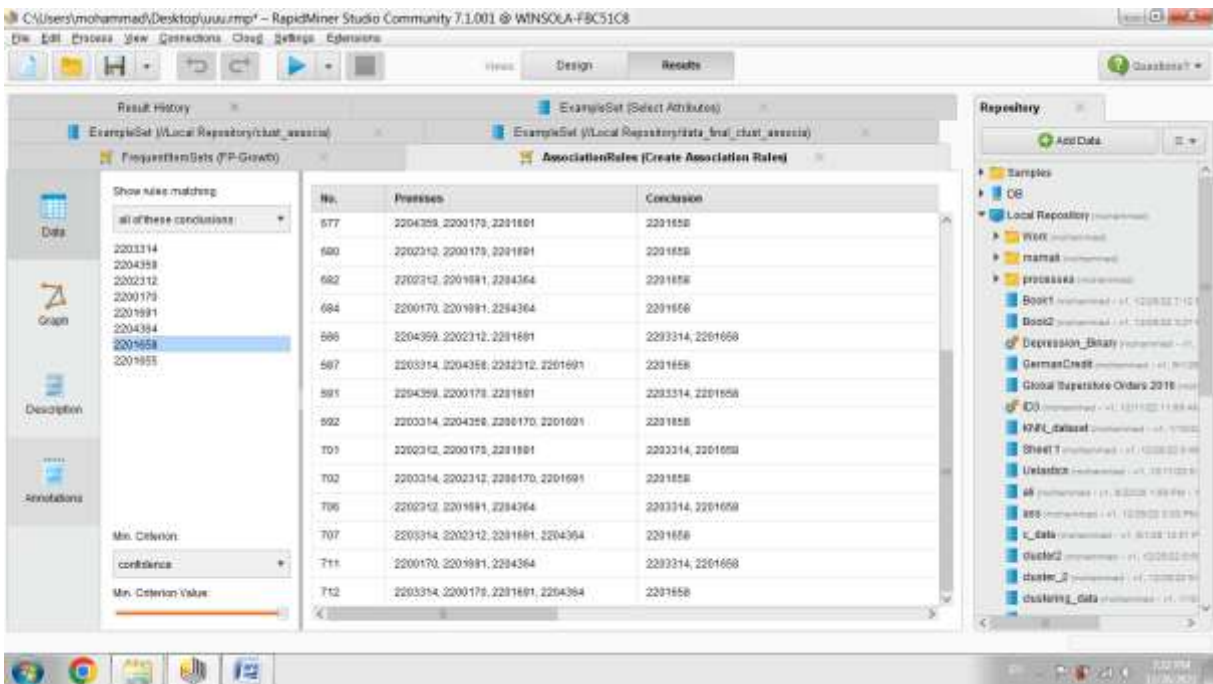 C:\Users\mohammad\Desktop\uuu.rmp* – RapidMiner Studio Community 7.1.001 @ WINSOLA-F8C51C8
File Edit Process View Connections Cloud Settings Extensions
Views: Design Results Questions?
Result History ExampleSet (Select Attributes)
ExampleSet (//Local Repository/clust_associa) ExampleSet (//Local Repository/data_final_clust_associa)
FrequentItemSets (FP-Growth) AssociationRules (Create Association Rules)
Data
Graph
Description
Annotations
Show rules matching
all of these conclusions:
2203314
2204359
2202312
2200170
2201691
2204364
2201658
2201655
Min. Criterion:
confidence
Min. Criterion Value:
No. Premises Conclusion
677 2204359, 2200170, 2201691 2201658
680 2202312, 2200170, 2201691 2201658
682 2202312, 2201691, 2204364 2201658
684 2200170, 2201691, 2204364 2201658
686 2204359, 2202312, 2201691 2203314, 2201658
687 2203314, 2204359, 2202312, 2201691 2201658
691 2204359, 2200170, 2201691 2203314, 2201658
692 2203314, 2204359, 2200170, 2201691 2201658
701 2202312, 2200170, 2201691 2203314, 2201658
702 2203314, 2202312, 2200170, 2201691 2201658
706 2202312, 2201691, 2204364 2203314, 2201658
707 2203314, 2202312, 2201691, 2204364 2201658
711 2200170, 2201691, 2204364 2203314, 2201658
712 2203314, 2200170, 2201691, 2204364 2201658
Repository
Add Data
Samples
DB
Local Repository
Work
mamali
processes
Book1
Book2
Depression_Binary
GermanCredit
Global Superstore Orders 2016
ID3
KNN_dataset
Sheet 1
ali
c_data
cluster2
cluster_2
clustering_data